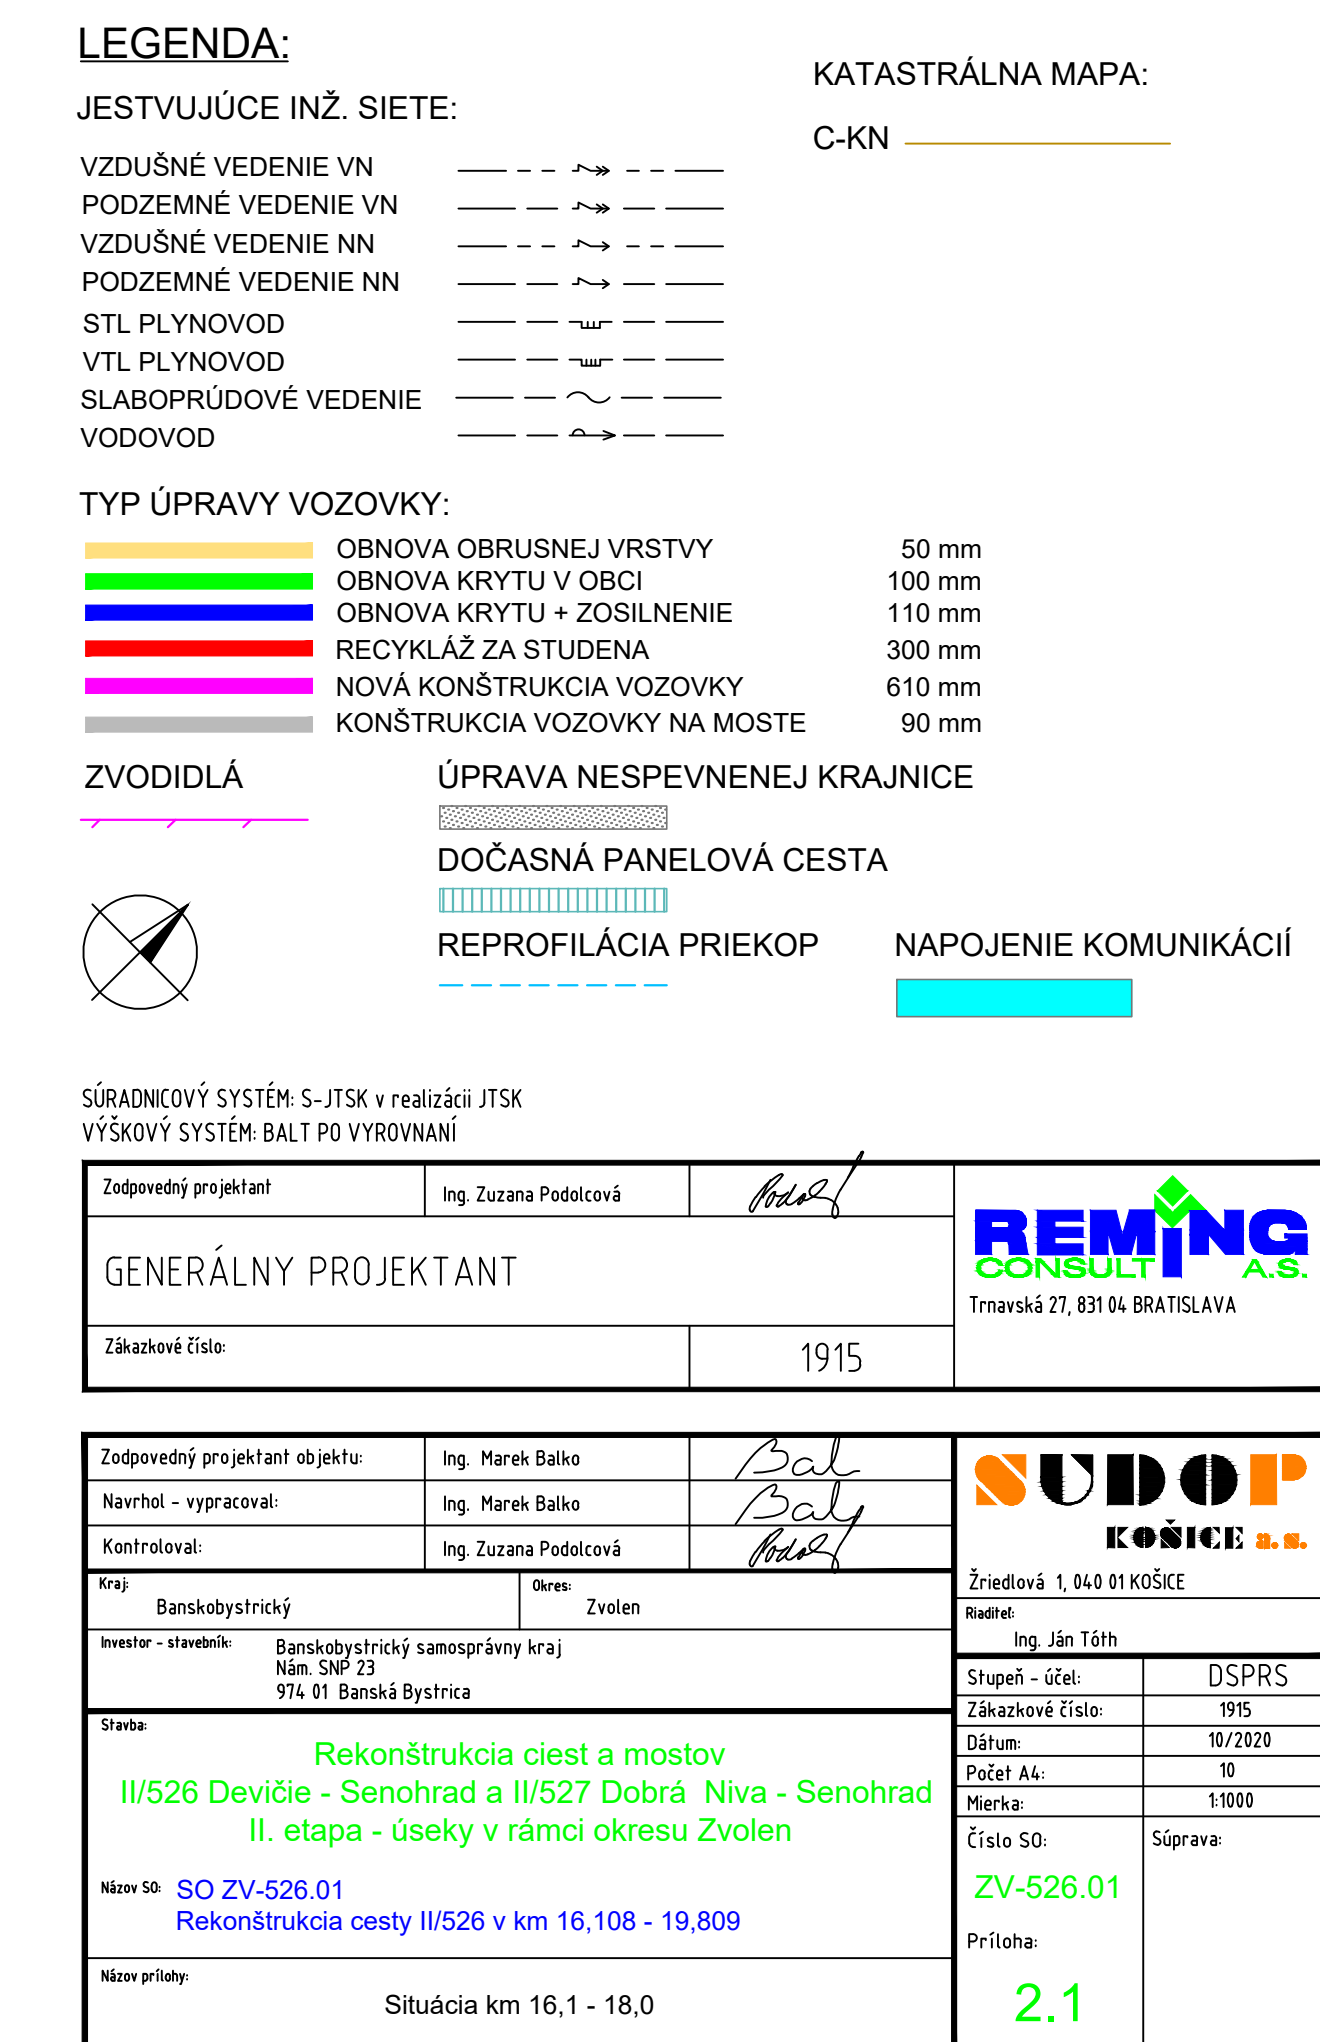 LEGENDA:
JESTVUJÚCE INŽ. SIETE:
VZDUŠNÉ VEDENIE VN
PODZEMNÉ VEDENIE VN
VZDUŠNÉ VEDENIE NN
PODZEMNÉ VEDENIE NN
STL PLYNOVOD
VTL PLYNOVOD
SLABOPRÚDOVÉ VEDENIE
VODOVOD
KATASTRÁLNA MAPA:
C-KN
TYP ÚPRAVY VOZOVKY:
OBNOVA OBRUSNEJ VRSTVY 50 mm
OBNOVA KRYTU V OBCI 100 mm
OBNOVA KRYTU + ZOSILNENIE 110 mm
RECYKLÁŽ ZA STUDENA 300 mm
NOVÁ KONŠTRUKCIA VOZOVKY 610 mm
KONŠTRUKCIA VOZOVKY NA MOSTE 90 mm
ZVODIDLÁ
ÚPRAVA NESPEVNENEJ KRAJNICE
DOČASNÁ PANELOVÁ CESTA
REPROFILÁCIA PRIEKOP
NAPOJENIE KOMUNIKÁCIÍ
SÚRADNICOVÝ SYSTÉM: S-JTSK v realizácii JTSK
VÝŠKOVÝ SYSTÉM: BALT PO VYROVNANÍ
Zodpovedný projektant Ing. Zuzana Podolcová
GENERÁLNY PROJEKTANT
Zákazkové číslo: 1915
REMING
CONSULT A.S.
Trnavská 27, 831 04 BRATISLAVA
Zodpovedný projektant objektu: Ing. Marek Balko Bal
Navrhol - vypracoval: Ing. Marek Balko
Kontroloval: Ing. Zuzana Podolcová
Kraj: Banskobystrický
Okres: Zvolen
Investor - stavebník: Banskobystrický samosprávny kraj
Nám. SNP 23
974 01 Banská Bystrica
Stavba:
Rekonštrukcia ciest a mostov
II/526 Devičie - Senohrad a II/527 Dobrá Niva - Senohrad
II. etapa - úseky v rámci okresu Zvolen
Názov SO: SO ZV-526.01
Rekonštrukcia cesty II/526 v km 16,108 - 19,809
Názov prílohy:
Situácia km 16,1 - 18,0
SUDOP
KOŠICE a.s.
Žriedlová 1, 040 01 KOŠICE
Riaditeľ:
Ing. Ján Tóth
Stupeň - účel: DSPRS
Zákazkové číslo: 1915
Dátum: 10/2020
Počet A4: 10
Mierka: 1:1000
Číslo SO:
ZV-526.01
Súprava:
Príloha:
2.1